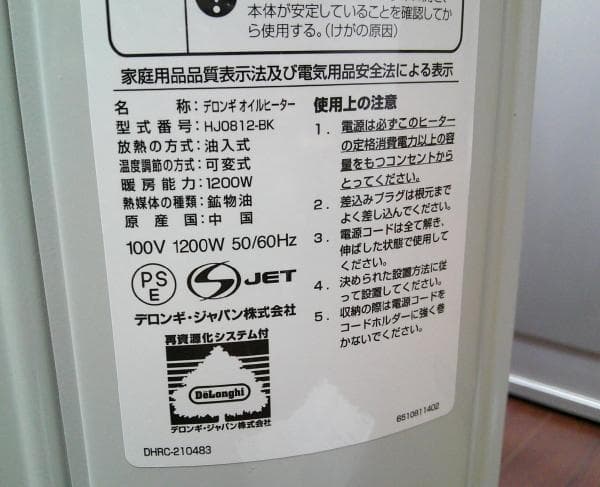 本体が安定していることを確認してか
ら使用する。(けがの原因)
家庭用品品質表示法及び電気用品安全法による表示
名 称:デロンギ オイルヒーター
型式番号:HJ0812-BK
放熱の方式:油入式
温度調節の方式:可変式
暖房能力:1200W
熱媒体の種類:鉱物油
原産国:中国
100V 1200W 50/60Hz
PS
E
JET
デロンギ・ジャパン株式会社
再資源化システム付
DeLonghi
デロンギ・ジャパン株式会社
DHRC-210483
使用上の注意
1. 電源は必ずこのヒーター
の定格消費電力以上の容
量をもつコンセントから
とってください。
2. 差込みプラグは根元まで
よく差し込んでください。
3. 電源コードは全て解き、
伸ばした状態で使用して
ください。
4. 決められた設置方法に従
って設置してください。
5. 収納の際は電源コードを
コードホルダーに強く巻
かないでください。
6510811402